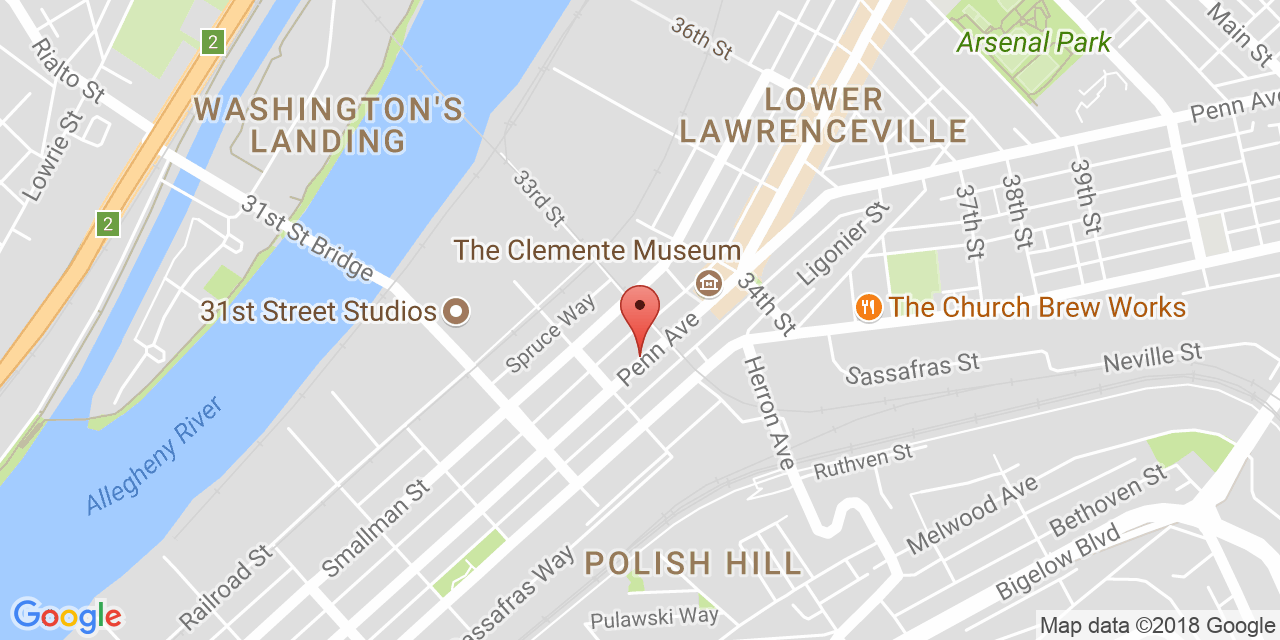 36th St
Arsenal Park
Main St
2
Rialto St
WASHINGTON'S
LANDING
LOWER
LAWRENCEVILLE
Penn Ave
Lowrie St
33rd St
37th St
38th St
39th St
2
31st St Bridge
Ligonier St
The Clemente Museum
34th St
31st Street Studios
The Church Brew Works
Spruce Way
Penn Ave
Sassafras St
Neville St
Herron Ave
Allegheny River
Ruthven St
Smallman St
Melwood Ave
Bethoven St
Bigelow Blvd
Railroad St
Sassafras Way
POLISH HILL
Pulawski Way
Google
Map data ©2018 Google